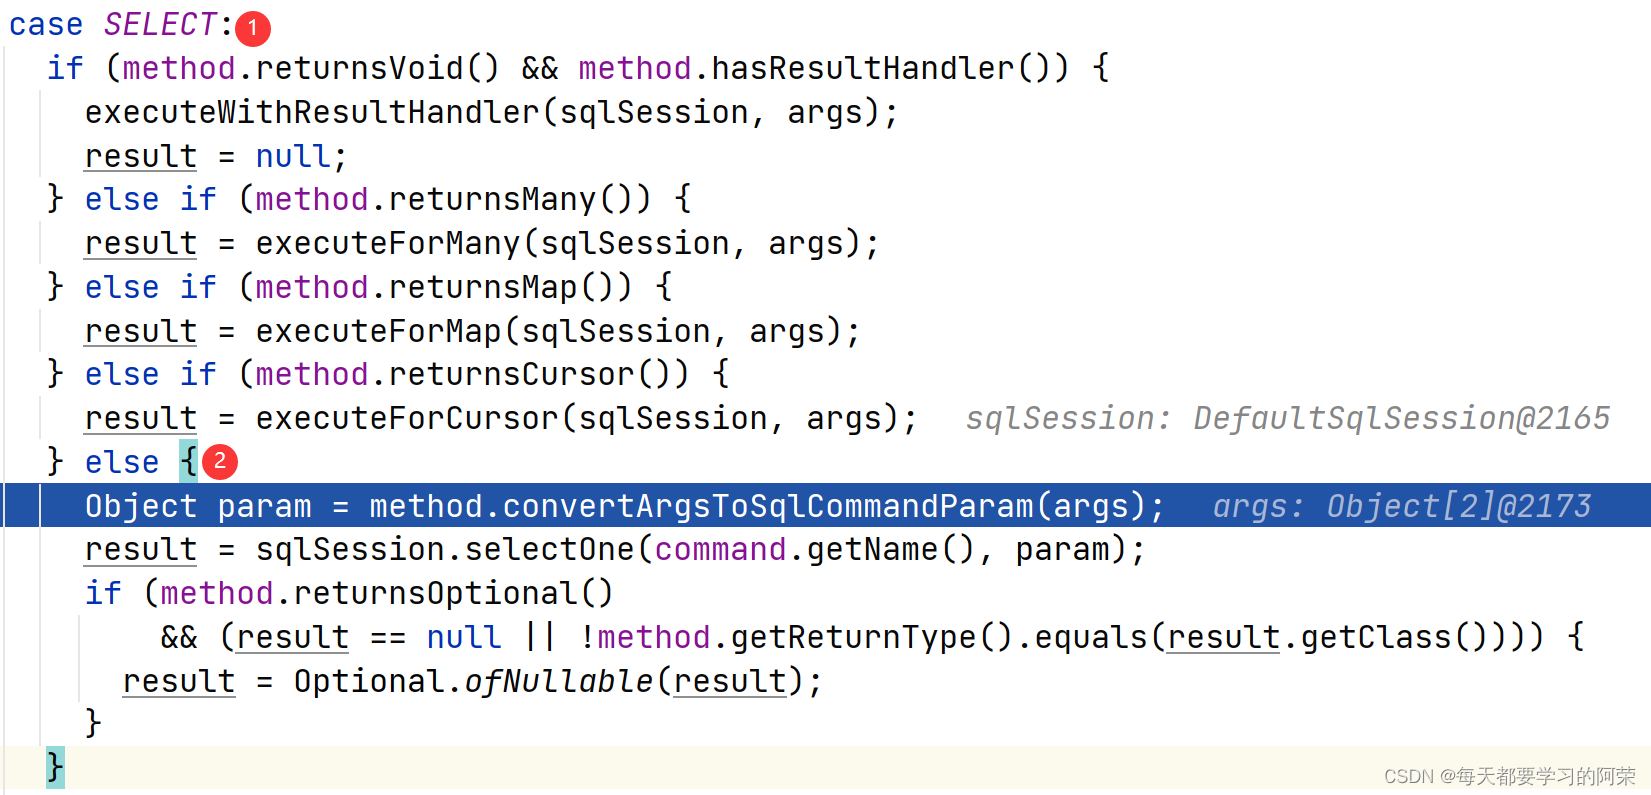 case SELECT: 1
if (method.returnsVoid() && method.hasResultHandler()) {
executeWithResultHandler(sqlSession, args);
result = null;
} else if (method.returnsMany()) {
result = executeForMany(sqlSession, args);
} else if (method.returnsMap()) {
result = executeForMap(sqlSession, args);
} else if (method.returnsCursor()) {
result = executeForCursor(sqlSession, args); sqlSession: DefaultSqlSession@2165
} else { 2
Object param = method.convertArgsToSqlCommandParam(args); args: Object[2]@2173
result = sqlSession.selectOne(command.getName(), param);
if (method.returnsOptional()
&& (result == null || !method.getReturnType().equals(result.getClass()))) {
result = Optional.ofNullable(result);
}
}
CSDN @每天都要学习的阿荣